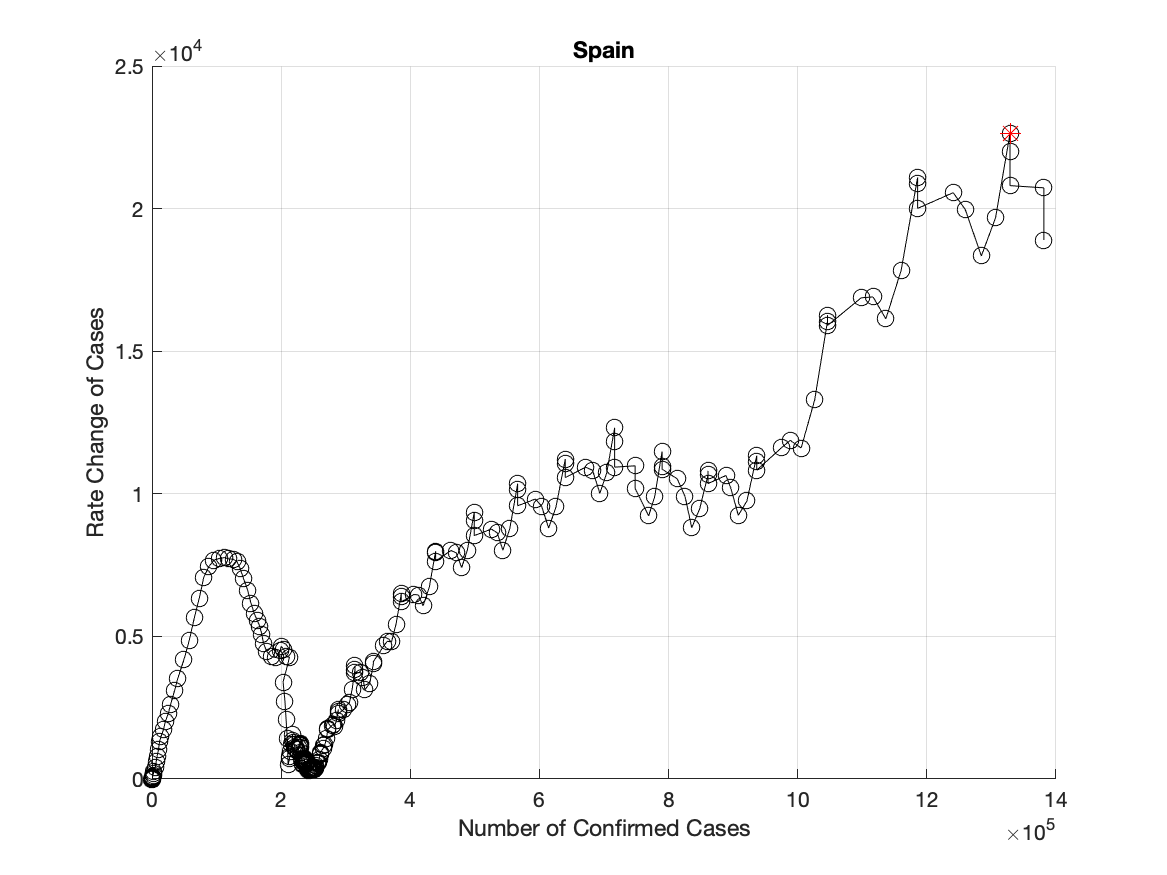 Spain
×10^4
2.5
2
1.5
1
0.5
0
Rate Change of Cases
0 2 4 6 8 10 12 14
Number of Confirmed Cases
×10^5